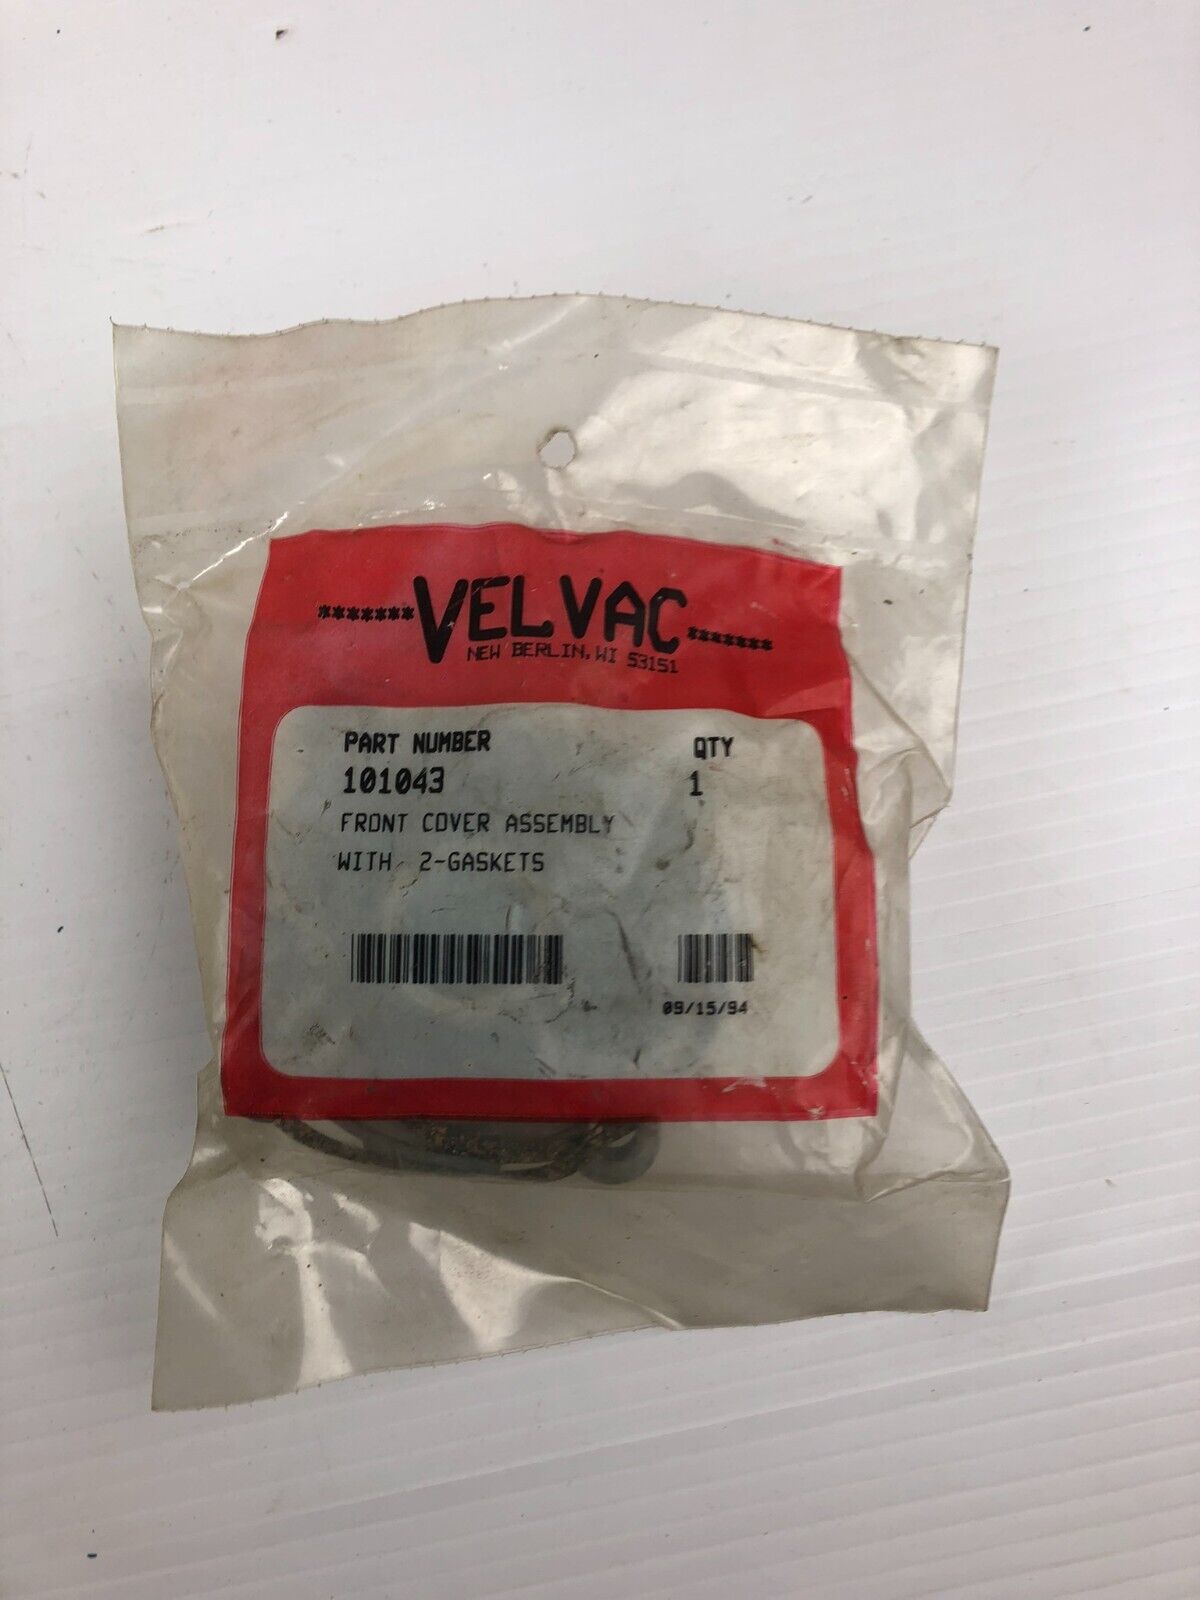 *******VELVAC*******
NEW BERLIN, WI 53151
PART NUMBER QTY
101043 1
FRONT COVER ASSEMBLY
WITH 2-GASKETS
09/15/94